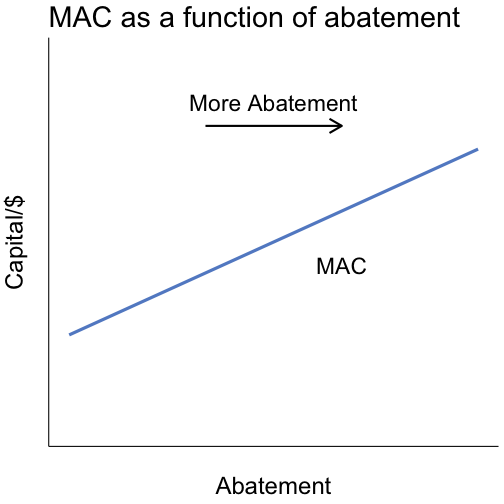 MAC as a function of abatement
More Abatement
Capital/$
MAC
Abatement